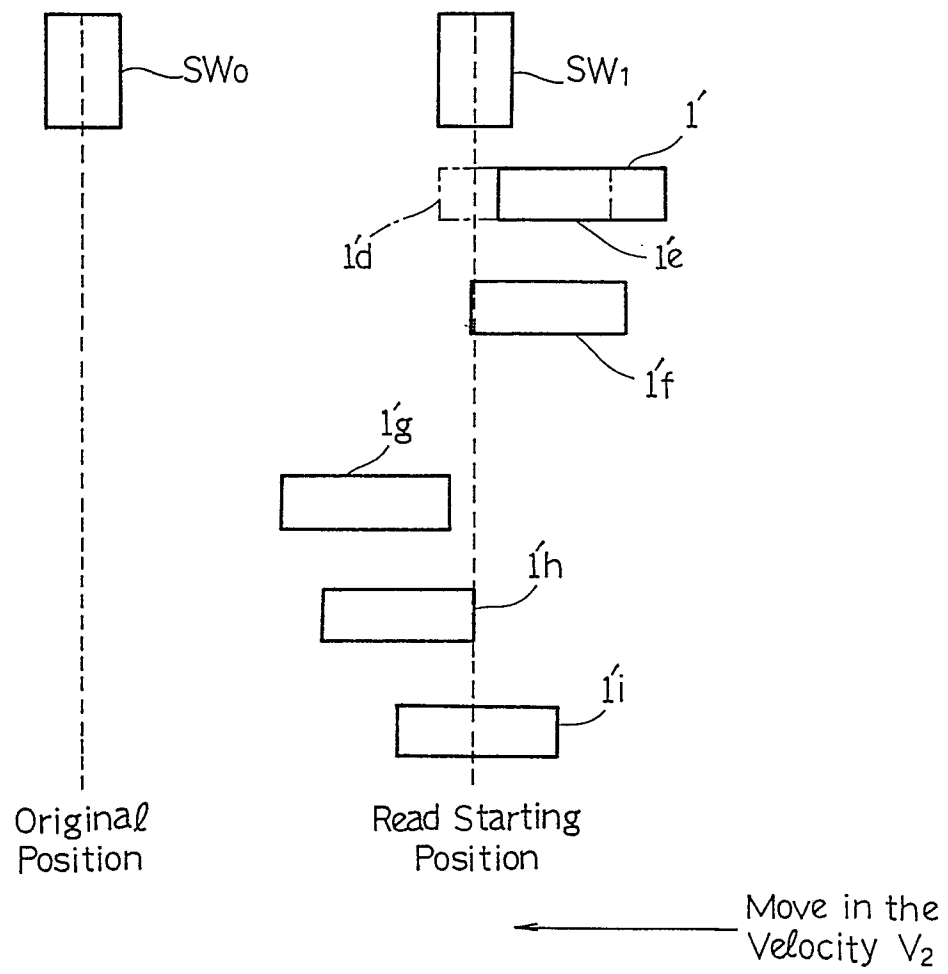 SW₀
SW₁
1'
1'd
1'e
1'f
1'g
1'h
1'i
Original
Position
Read Starting
Position
Move in the
Velocity V₂